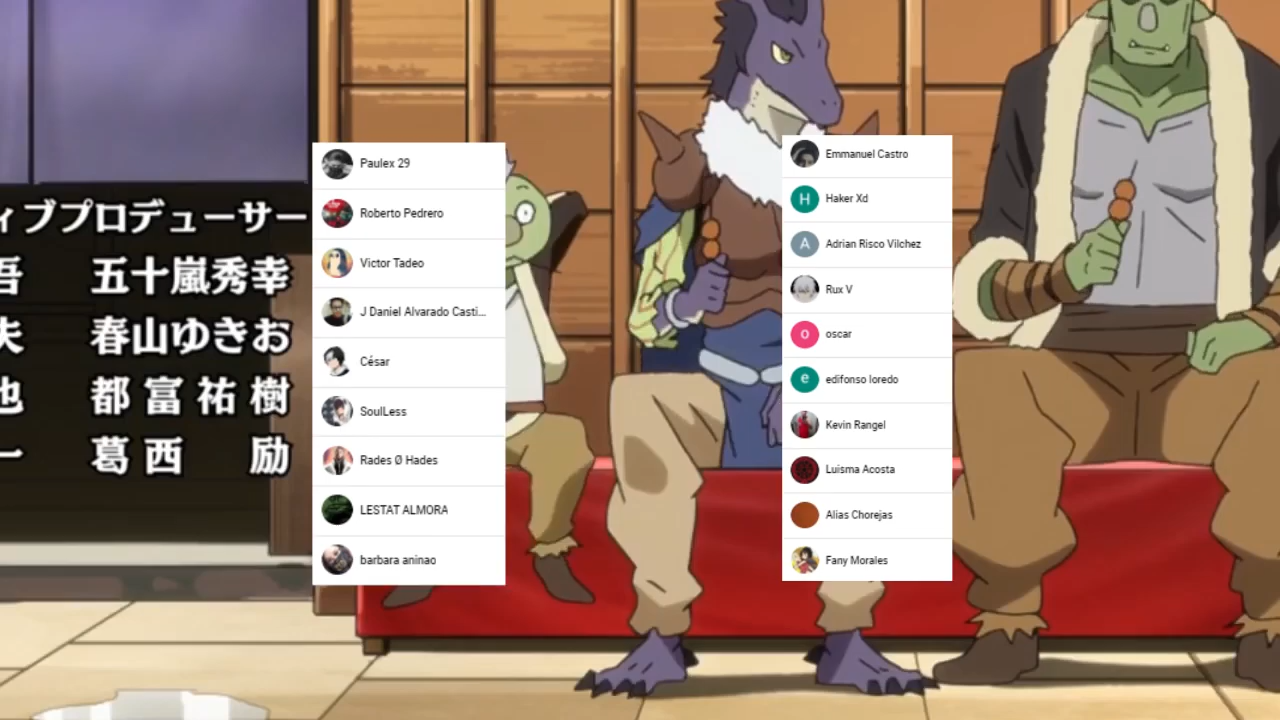 ィブプロデューサー
吾 五十嵐秀幸
夫 春山ゆきお
也 都富祐樹
一 葛西 励
Paulex 29
Roberto Pedrero
Victor Tadeo
J Daniel Alvarado Casti...
César
SoulLess
Rades Ø Hades
LESTAT ALMORA
barbara aninao
Emmanuel Castro
H Haker Xd
A Adrian Risco Vilchez
Rux V
o oscar
e edifonso loredo
Kevin Rangel
Luisma Acosta
Alias Chorejas
Fany Morales